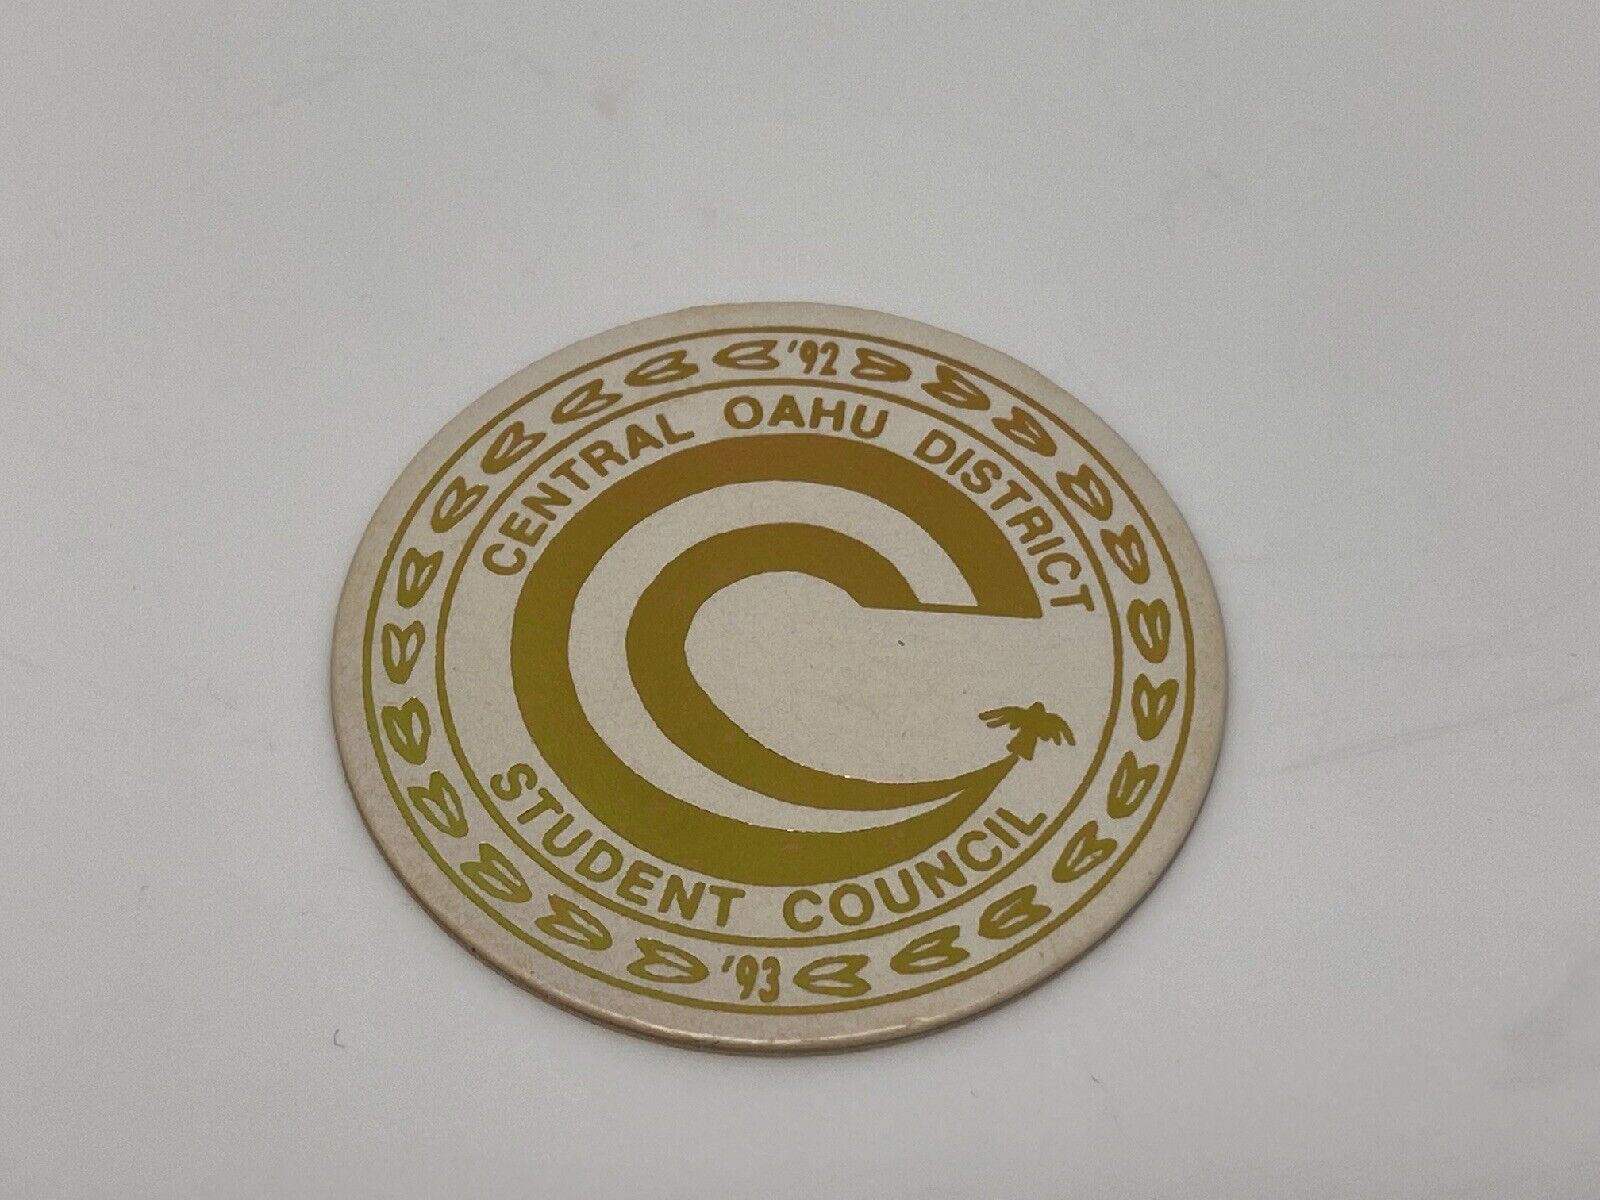 '92
CENTRAL OAHU DISTRICT
STUDENT COUNCIL
'93